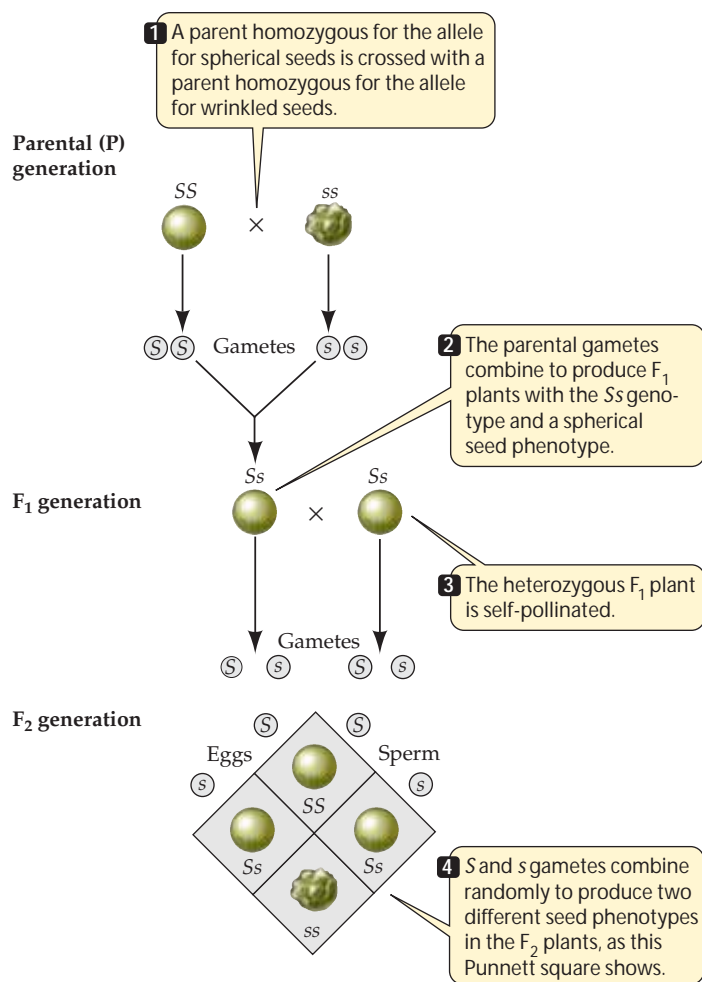 1 A parent homozygous for the allele
for spherical seeds is crossed with a
parent homozygous for the allele
for wrinkled seeds.
Parental (P)
generation
SS ss
×
S S Gametes s s
2 The parental gametes
combine to produce F₁
plants with the Ss geno-
type and a spherical
seed phenotype.
Ss Ss
F₁ generation
×
3 The heterozygous F₁ plant
is self-pollinated.
Gametes
S s S s
F₂ generation
S S
Eggs Sperm
s s
SS
Ss Ss
ss
4 S and s gametes combine
randomly to produce two
different seed phenotypes
in the F₂ plants, as this
Punnett square shows.